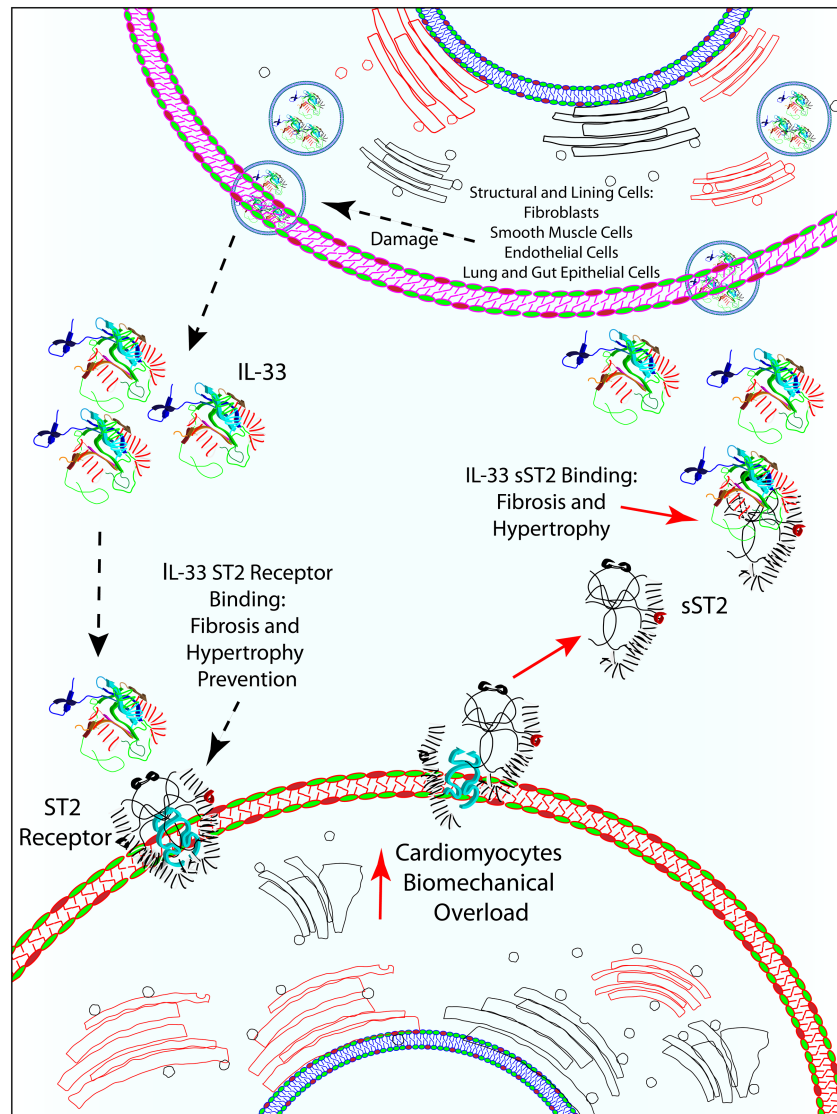 Structural and Lining Cells:
Fibroblasts
Smooth Muscle Cells
Endothelial Cells
Lung and Gut Epithelial Cells
Damage
IL-33
IL-33 sST2 Binding:
Fibrosis and
Hypertrophy
IL-33 ST2 Receptor
Binding:
Fibrosis and
Hypertrophy
Prevention
sST2
ST2
Receptor
Cardiomyocytes
Biomechanical
Overload